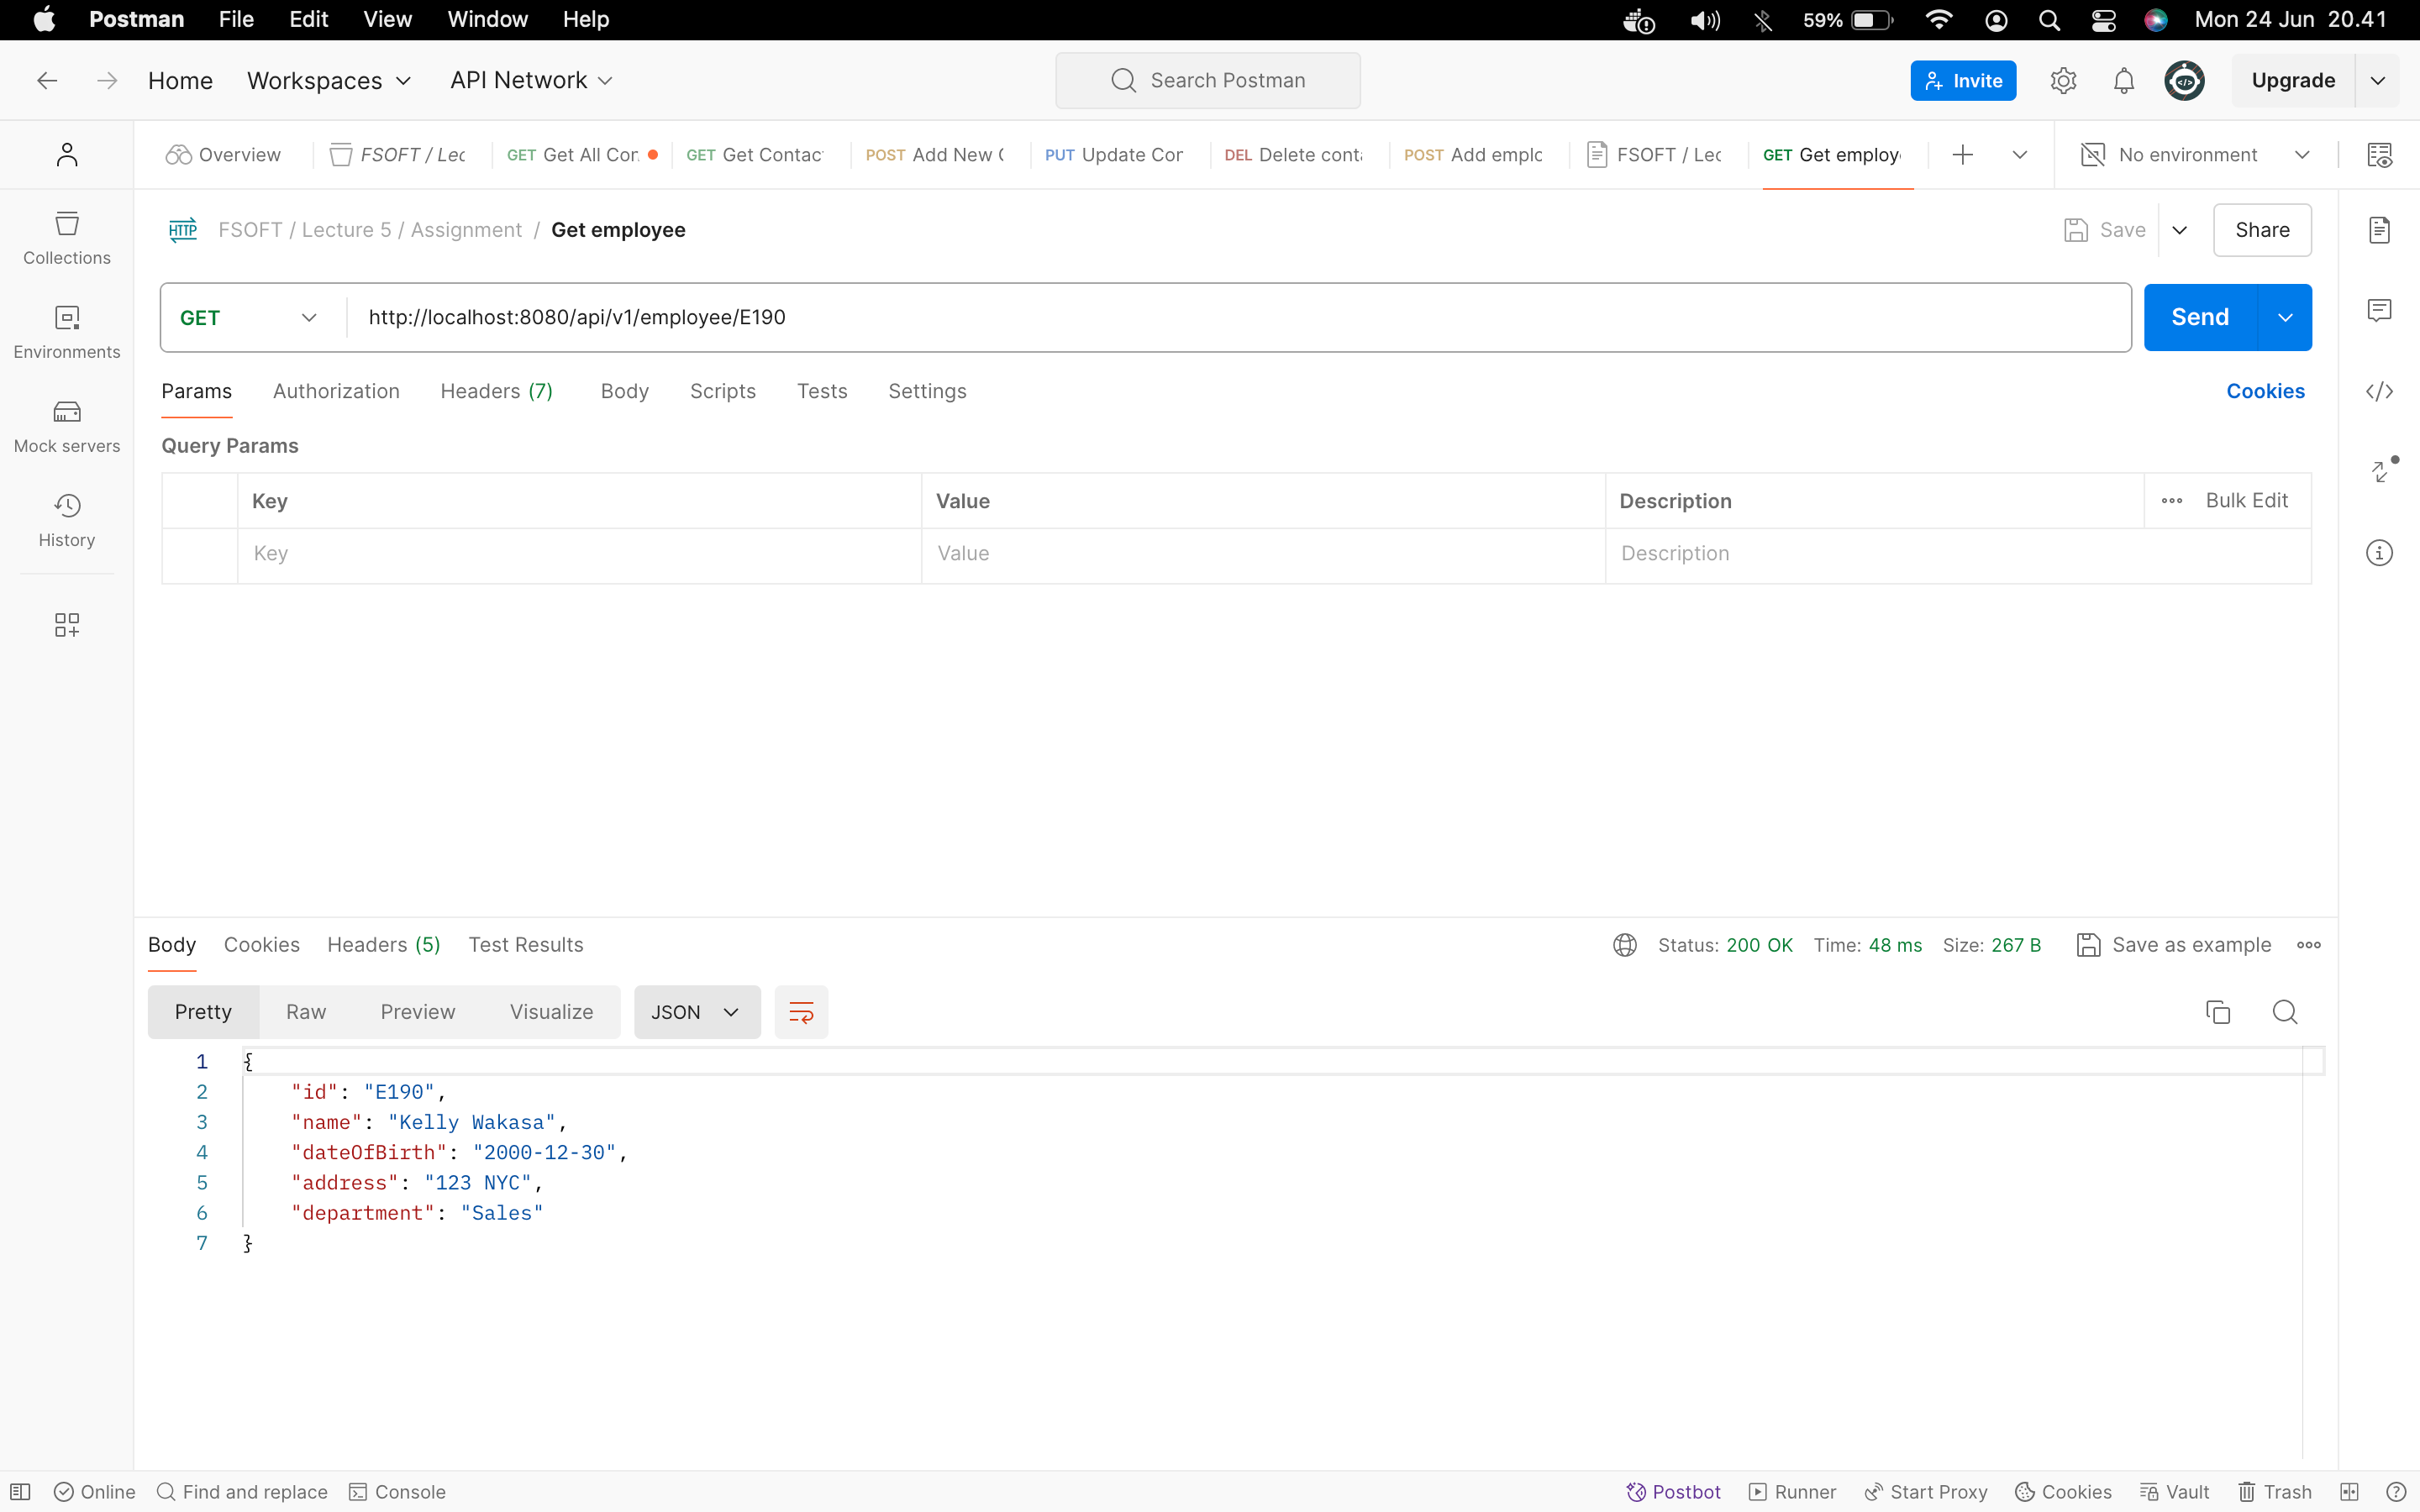 Postman File Edit View Window Help 59% Mon 24 Jun 20.41
Home Workspaces API Network Search Postman Invite Upgrade
Overview FSOFT / Lec GET Get All Cor GET Get Contac POST Add New C PUT Update Cor DEL Delete conta POST Add emplo FSOFT / Lec GET Get employ No environment
HTTP FSOFT / Lecture 5 / Assignment / Get employee Save Share
Collections
GET http://localhost:8080/api/v1/employee/E190 Send
Environments
Params Authorization Headers (7) Body Scripts Tests Settings Cookies
Mock servers
Query Params
Key Value Description Bulk Edit
History
Key Value Description
Body Cookies Headers (5) Test Results Status: 200 OK Time: 48 ms Size: 267 B Save as example
Pretty Raw Preview Visualize JSON
1 {
2 "id": "E190",
3 "name": "Kelly Wakasa",
4 "dateOfBirth": "2000-12-30",
5 "address": "123 NYC",
6 "department": "Sales"
7 }
Online Find and replace Console Postbot Runner Start Proxy Cookies Vault Trash